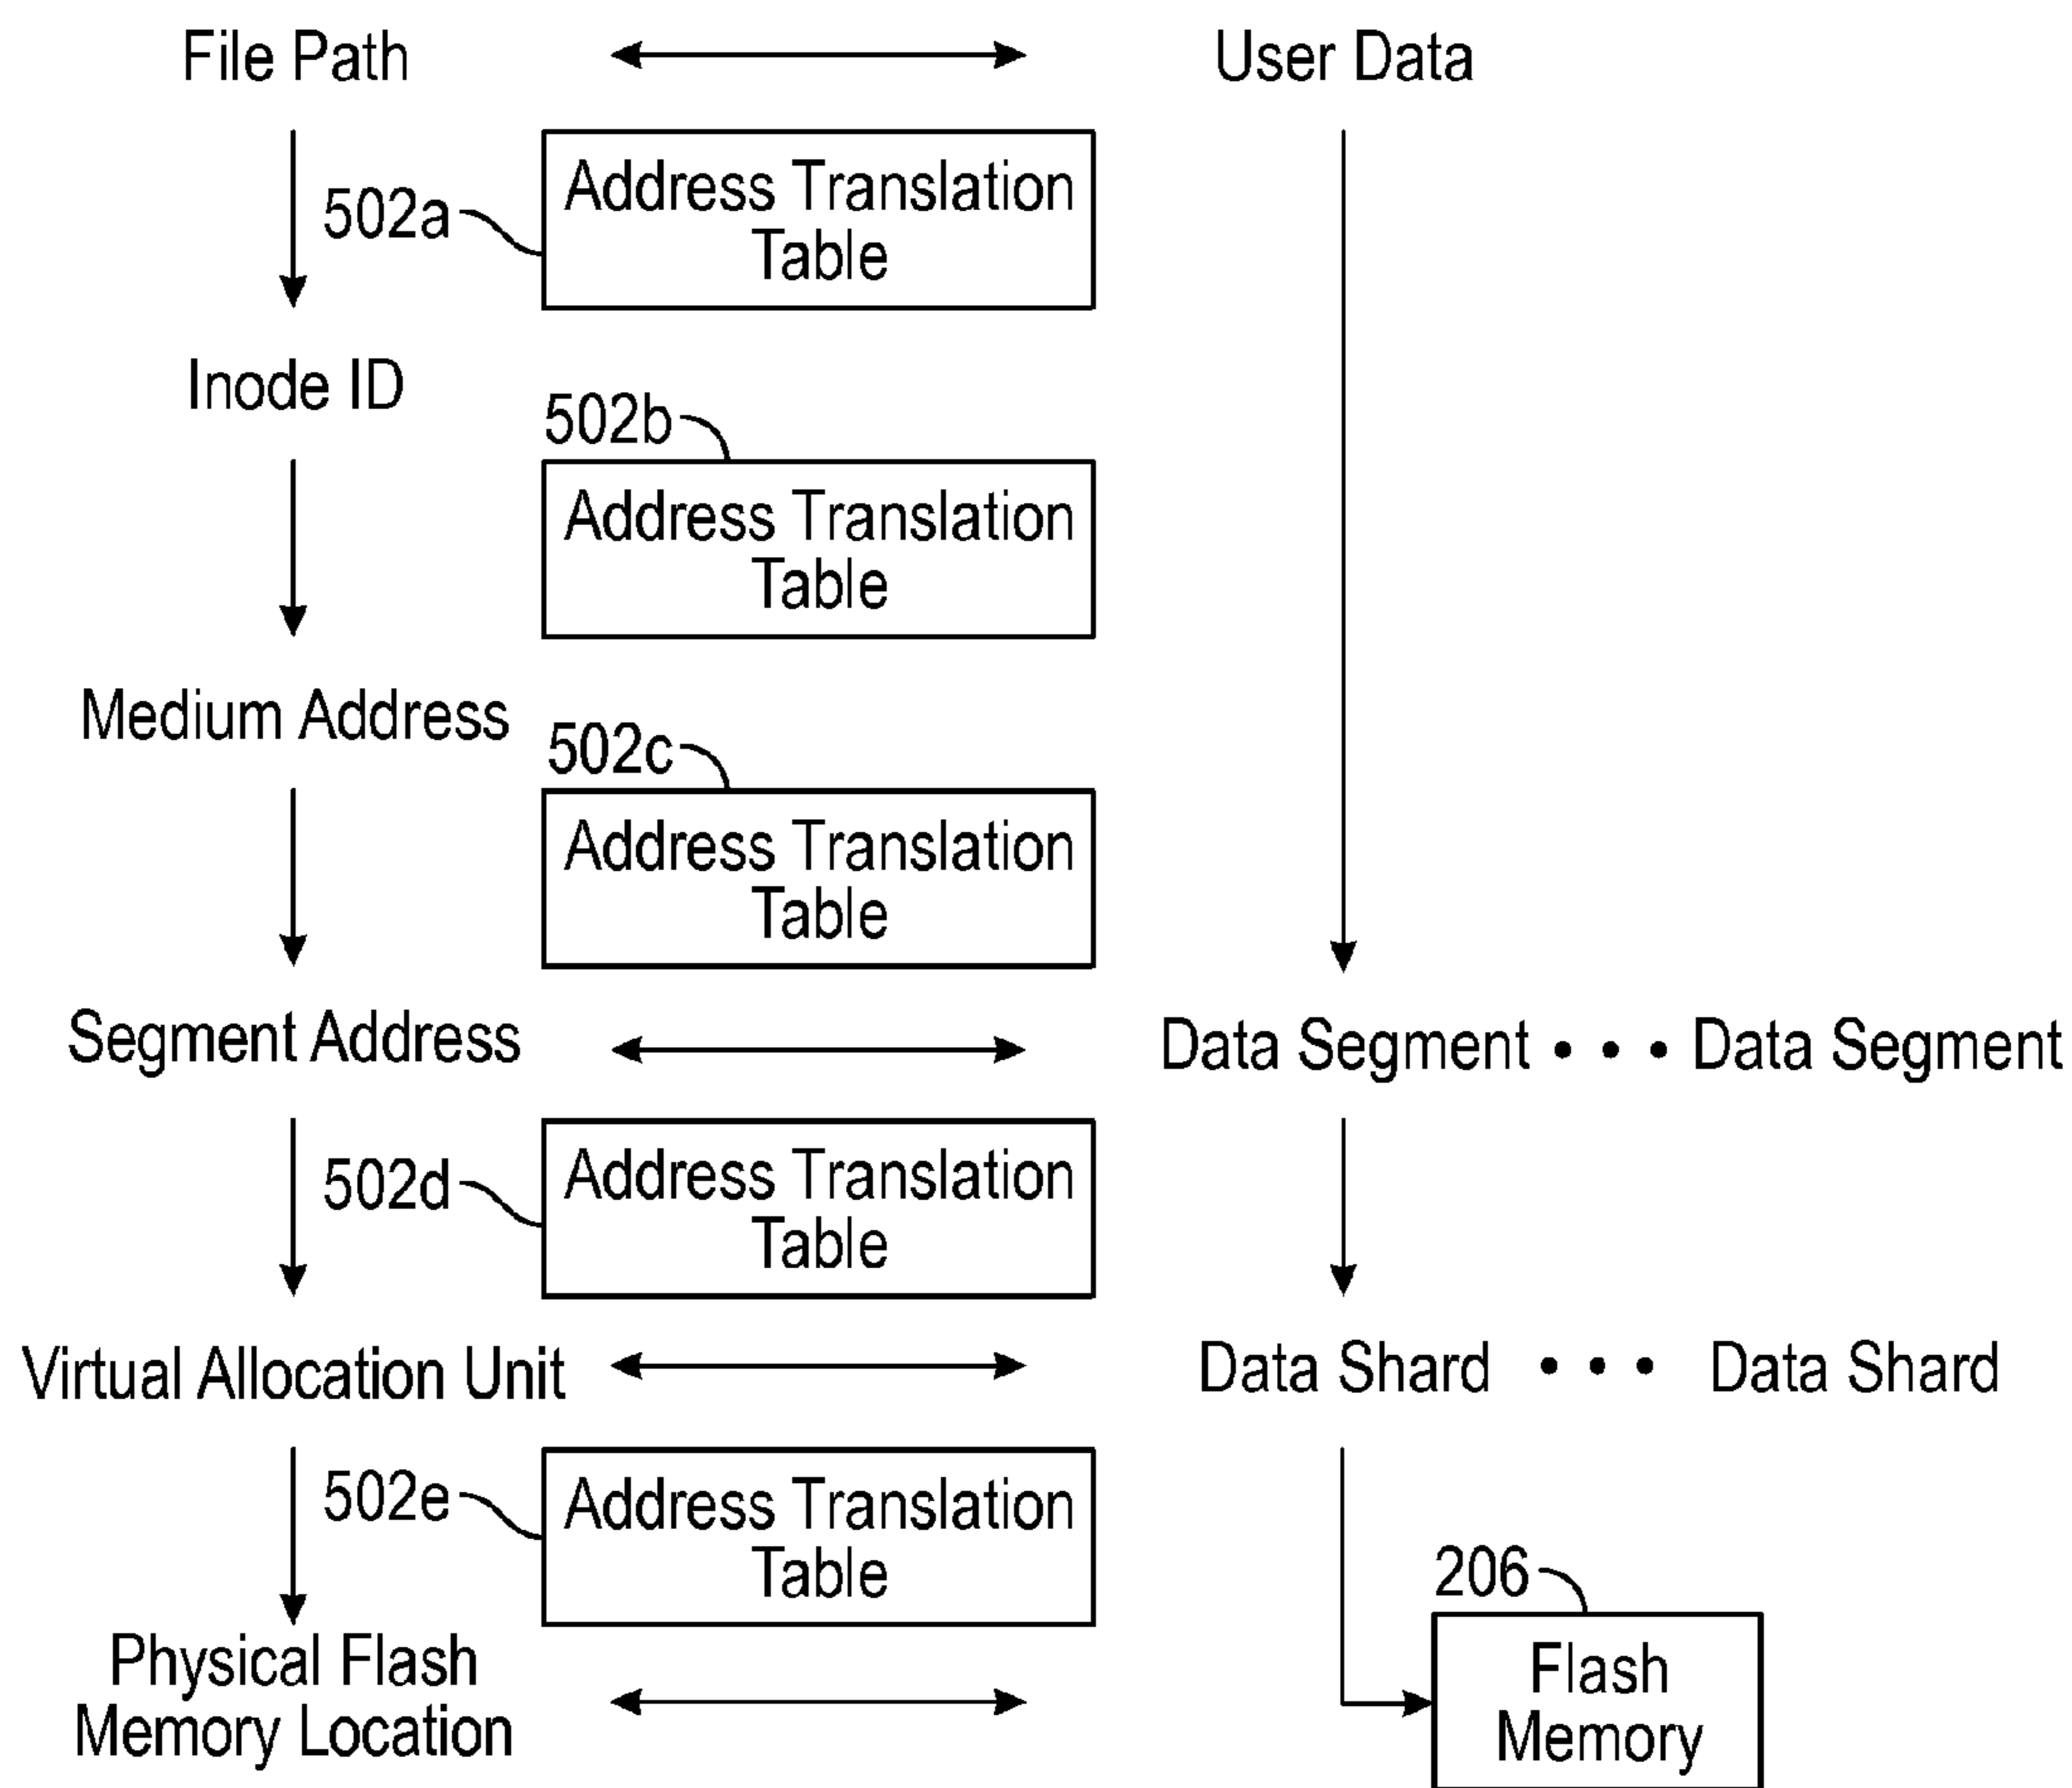 File Path
User Data
502a
Address Translation
Table
Inode ID
502b
Address Translation
Table
Medium Address
502c
Address Translation
Table
Segment Address
Data Segment • • • Data Segment
502d
Address Translation
Table
Virtual Allocation Unit
Data Shard • • • Data Shard
502e
Address Translation
Table
Physical Flash
Memory Location
206
Flash
Memory